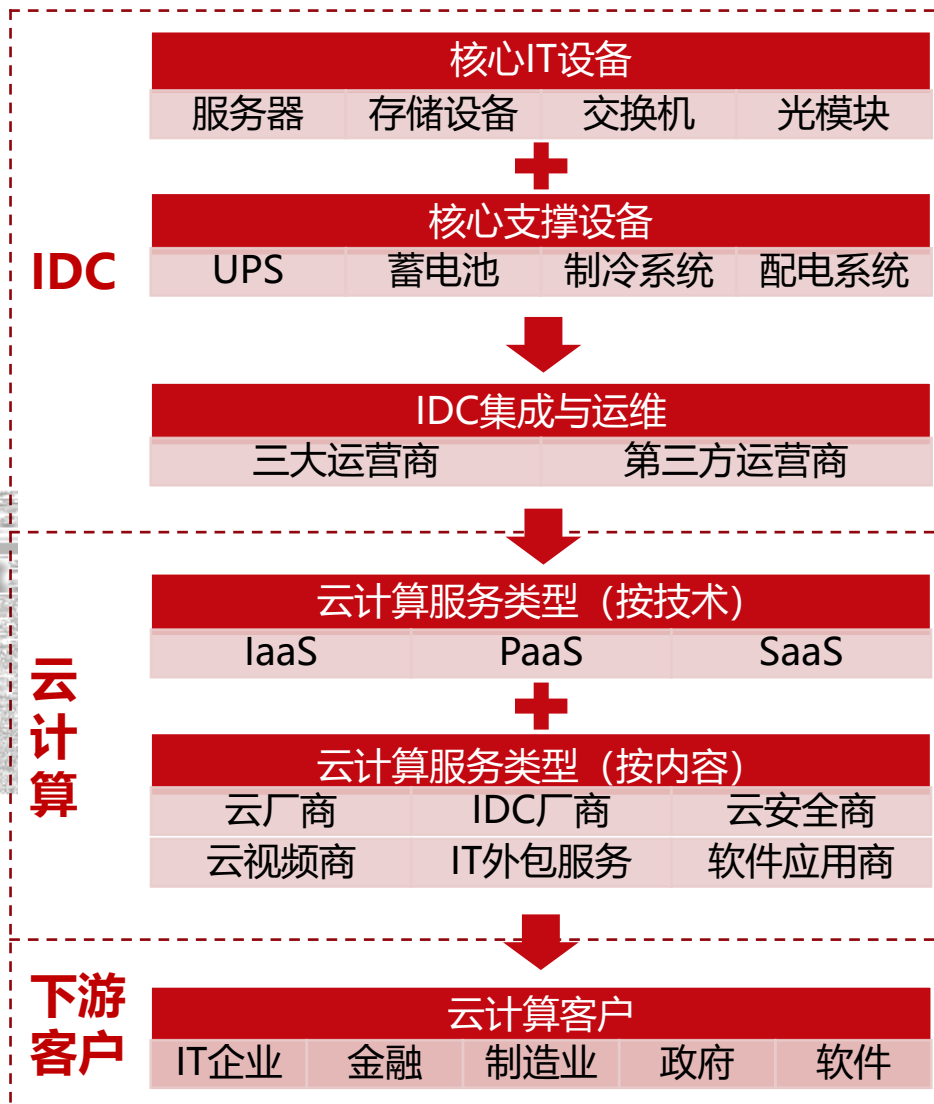 核心IT设备
服务器 存储设备 交换机 光模块
IDC
核心支撑设备
UPS 蓄电池 制冷系统 配电系统
IDC集成与运维
三大运营商 第三方运营商
云计算
云计算服务类型（按技术）
IaaS PaaS SaaS
云计算服务类型（按内容）
云厂商 IDC厂商 云安全商
云视频商 IT外包服务 软件应用商
下游
客户
云计算客户
IT企业 金融 制造业 政府 软件